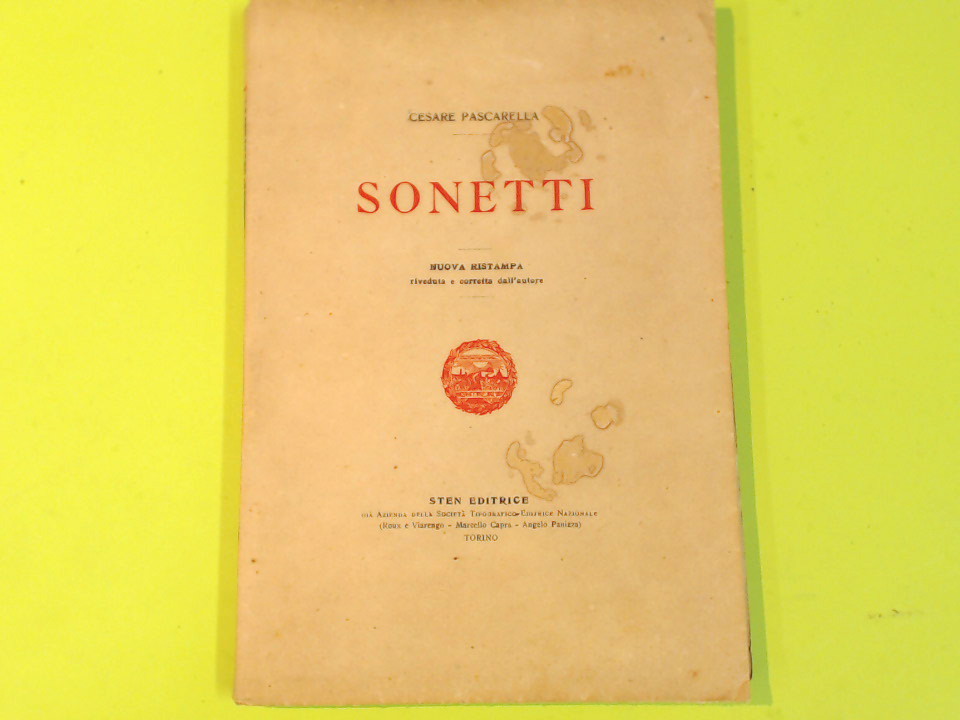 CESARE PASCARELLA
SONETTI
NUOVA RISTAMPA
riveduta e corretta dall'autore
STEN EDITRICE
già Azienda della Società Tipografico-Editrice Nazionale
(Roux e Viarengo - Marcello Capra - Angelo Panizza)
TORINO